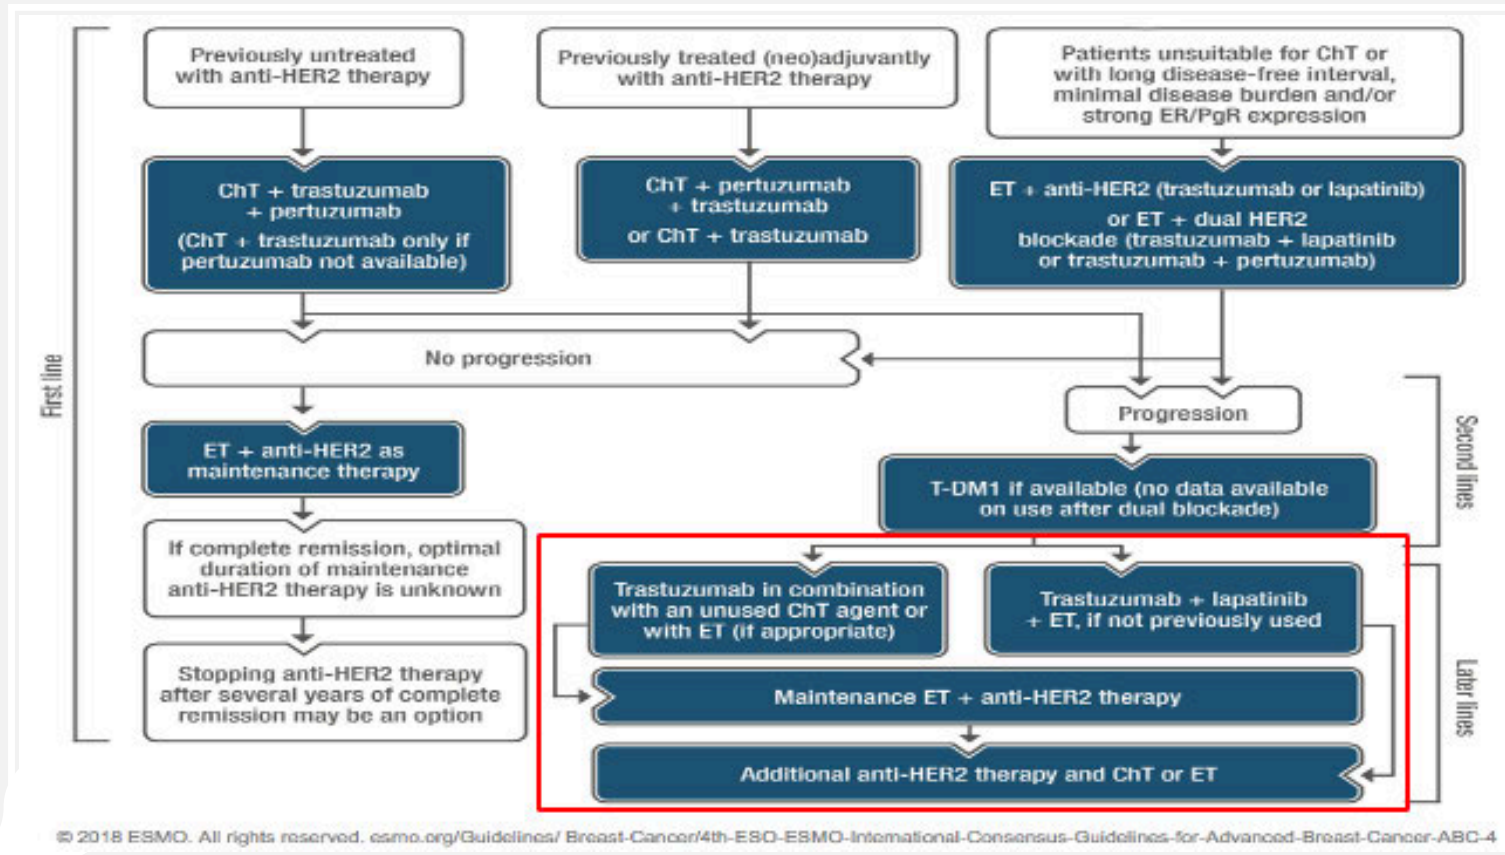 Previously untreated
with anti-HER2 therapy
Previously treated (neo)adjuvantly
with anti-HER2 therapy
Patients unsuitable for ChT or
with long disease-free interval,
minimal disease burden and/or
strong ER/PgR expression
ChT + trastuzumab
+ pertuzumab
(ChT + trastuzumab only if
pertuzumab not available)
ChT + pertuzumab
+ trastuzumab
or ChT + trastuzumab
ET + anti-HER2 (trastuzumab or lapatinib)
or ET + dual HER2
blockade (trastuzumab + lapatinib
or trastuzumab + pertuzumab)
First line
No progression
Progression
Second lines
ET + anti-HER2 as
maintenance therapy
T-DM1 if available (no data available
on use after dual blockade)
If complete remission, optimal
duration of maintenance
anti-HER2 therapy is unknown
Trastuzumab in combination
with an unused ChT agent or
with ET (if appropriate)
Trastuzumab + lapatinib
+ ET, if not previously used
Later lines
Stopping anti-HER2 therapy
after several years of complete
remission may be an option
Maintenance ET + anti-HER2 therapy
Additional anti-HER2 therapy and ChT or ET
© 2018 ESMO. All rights reserved. esmo.org/Guidelines/ Breast-Cancer/4th-ESO-ESMO-International-Consensus-Guidelines-for-Advanced-Breast-Cancer-ABC-4